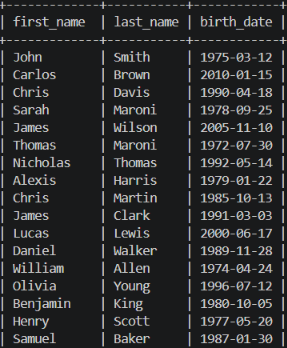 +------------+-----------+------------+
| first_name | last_name | birth_date |
+------------+-----------+------------+
| John | Smith | 1975-03-12 |
| Carlos | Brown | 2010-01-15 |
| Chris | Davis | 1990-04-18 |
| Sarah | Maroni | 1978-09-25 |
| James | Wilson | 2005-11-10 |
| Thomas | Maroni | 1972-07-30 |
| Nicholas | Thomas | 1992-05-14 |
| Alexis | Harris | 1979-01-22 |
| Chris | Martin | 1985-10-13 |
| James | Clark | 1991-03-03 |
| Lucas | Lewis | 2000-06-17 |
| Daniel | Walker | 1989-11-28 |
| William | Allen | 1974-04-24 |
| Olivia | Young | 1996-07-12 |
| Benjamin | King | 1980-10-05 |
| Henry | Scott | 1977-05-20 |
| Samuel | Baker | 1987-01-30 |